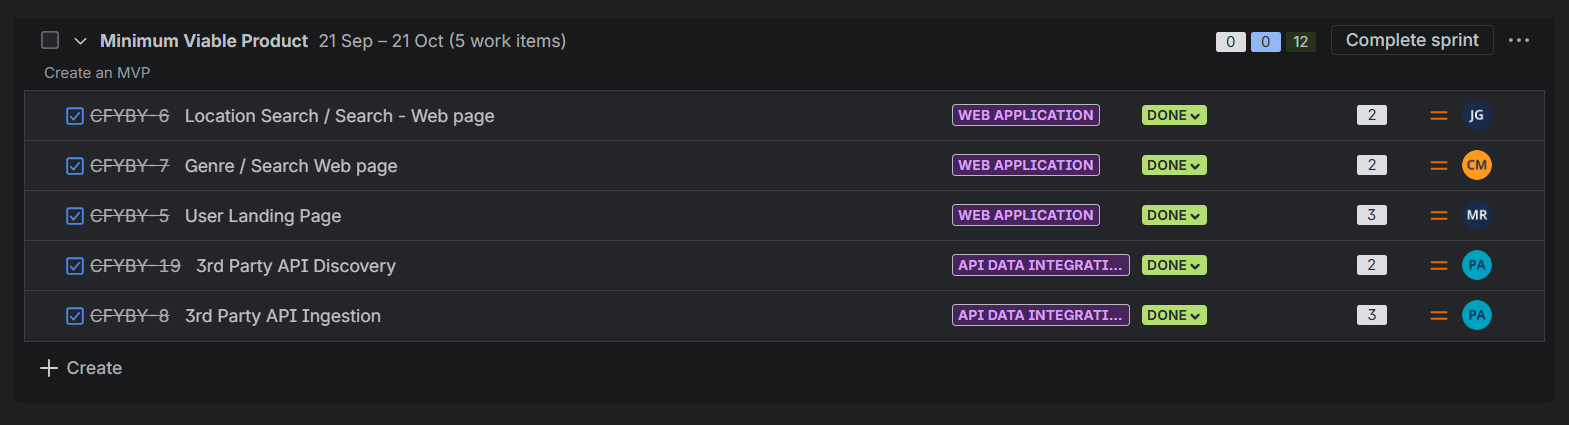 Minimum Viable Product 21 Sep – 21 Oct (5 work items) 0 0 12 Complete sprint ...
Create an MVP
CFYBY-6 Location Search / Search - Web page WEB APPLICATION DONE 2 JG
CFYBY-7 Genre / Search Web page WEB APPLICATION DONE 2 CM
CFYBY-5 User Landing Page WEB APPLICATION DONE 3 MR
CFYBY-19 3rd Party API Discovery API DATA INTEGRATI... DONE 2 PA
CFYBY-8 3rd Party API Ingestion API DATA INTEGRATI... DONE 3 PA
+ Create